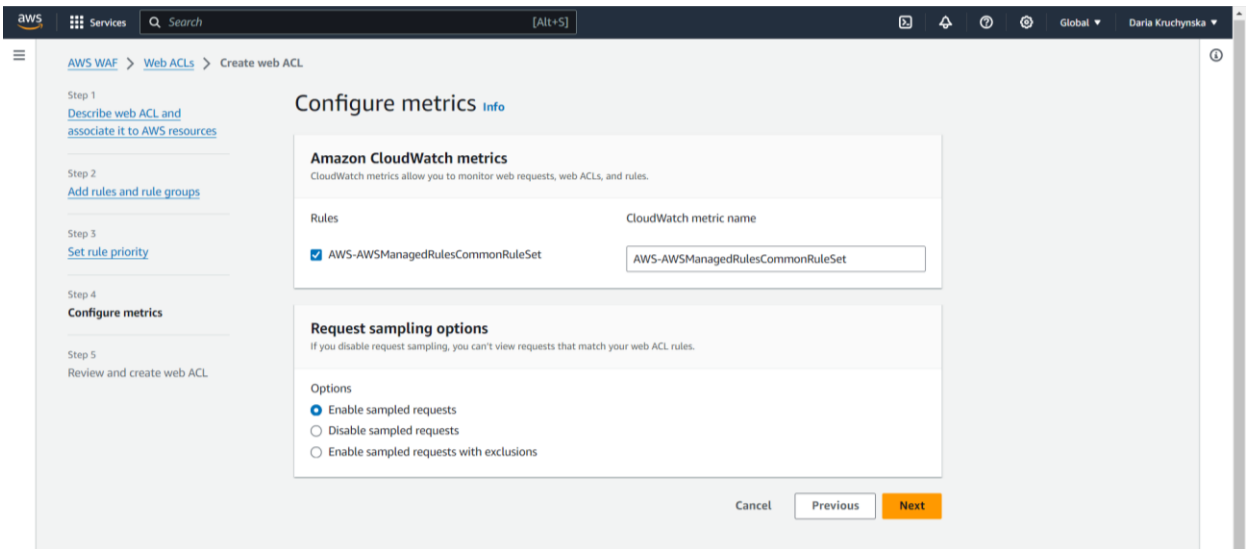 aws Services Search [Alt+S] Global Daria Kruchynska
AWS WAF > Web ACLs > Create web ACL
Step 1
Describe web ACL and
associate it to AWS resources
Step 2
Add rules and rule groups
Step 3
Set rule priority
Step 4
Configure metrics
Step 5
Review and create web ACL
Configure metrics Info
Amazon CloudWatch metrics
CloudWatch metrics allow you to monitor web requests, web ACLs, and rules.
Rules CloudWatch metric name
AWS-AWSManagedRulesCommonRuleSet AWS-AWSManagedRulesCommonRuleSet
Request sampling options
If you disable request sampling, you can't view requests that match your web ACL rules.
Options
Enable sampled requests
Disable sampled requests
Enable sampled requests with exclusions
Cancel Previous Next